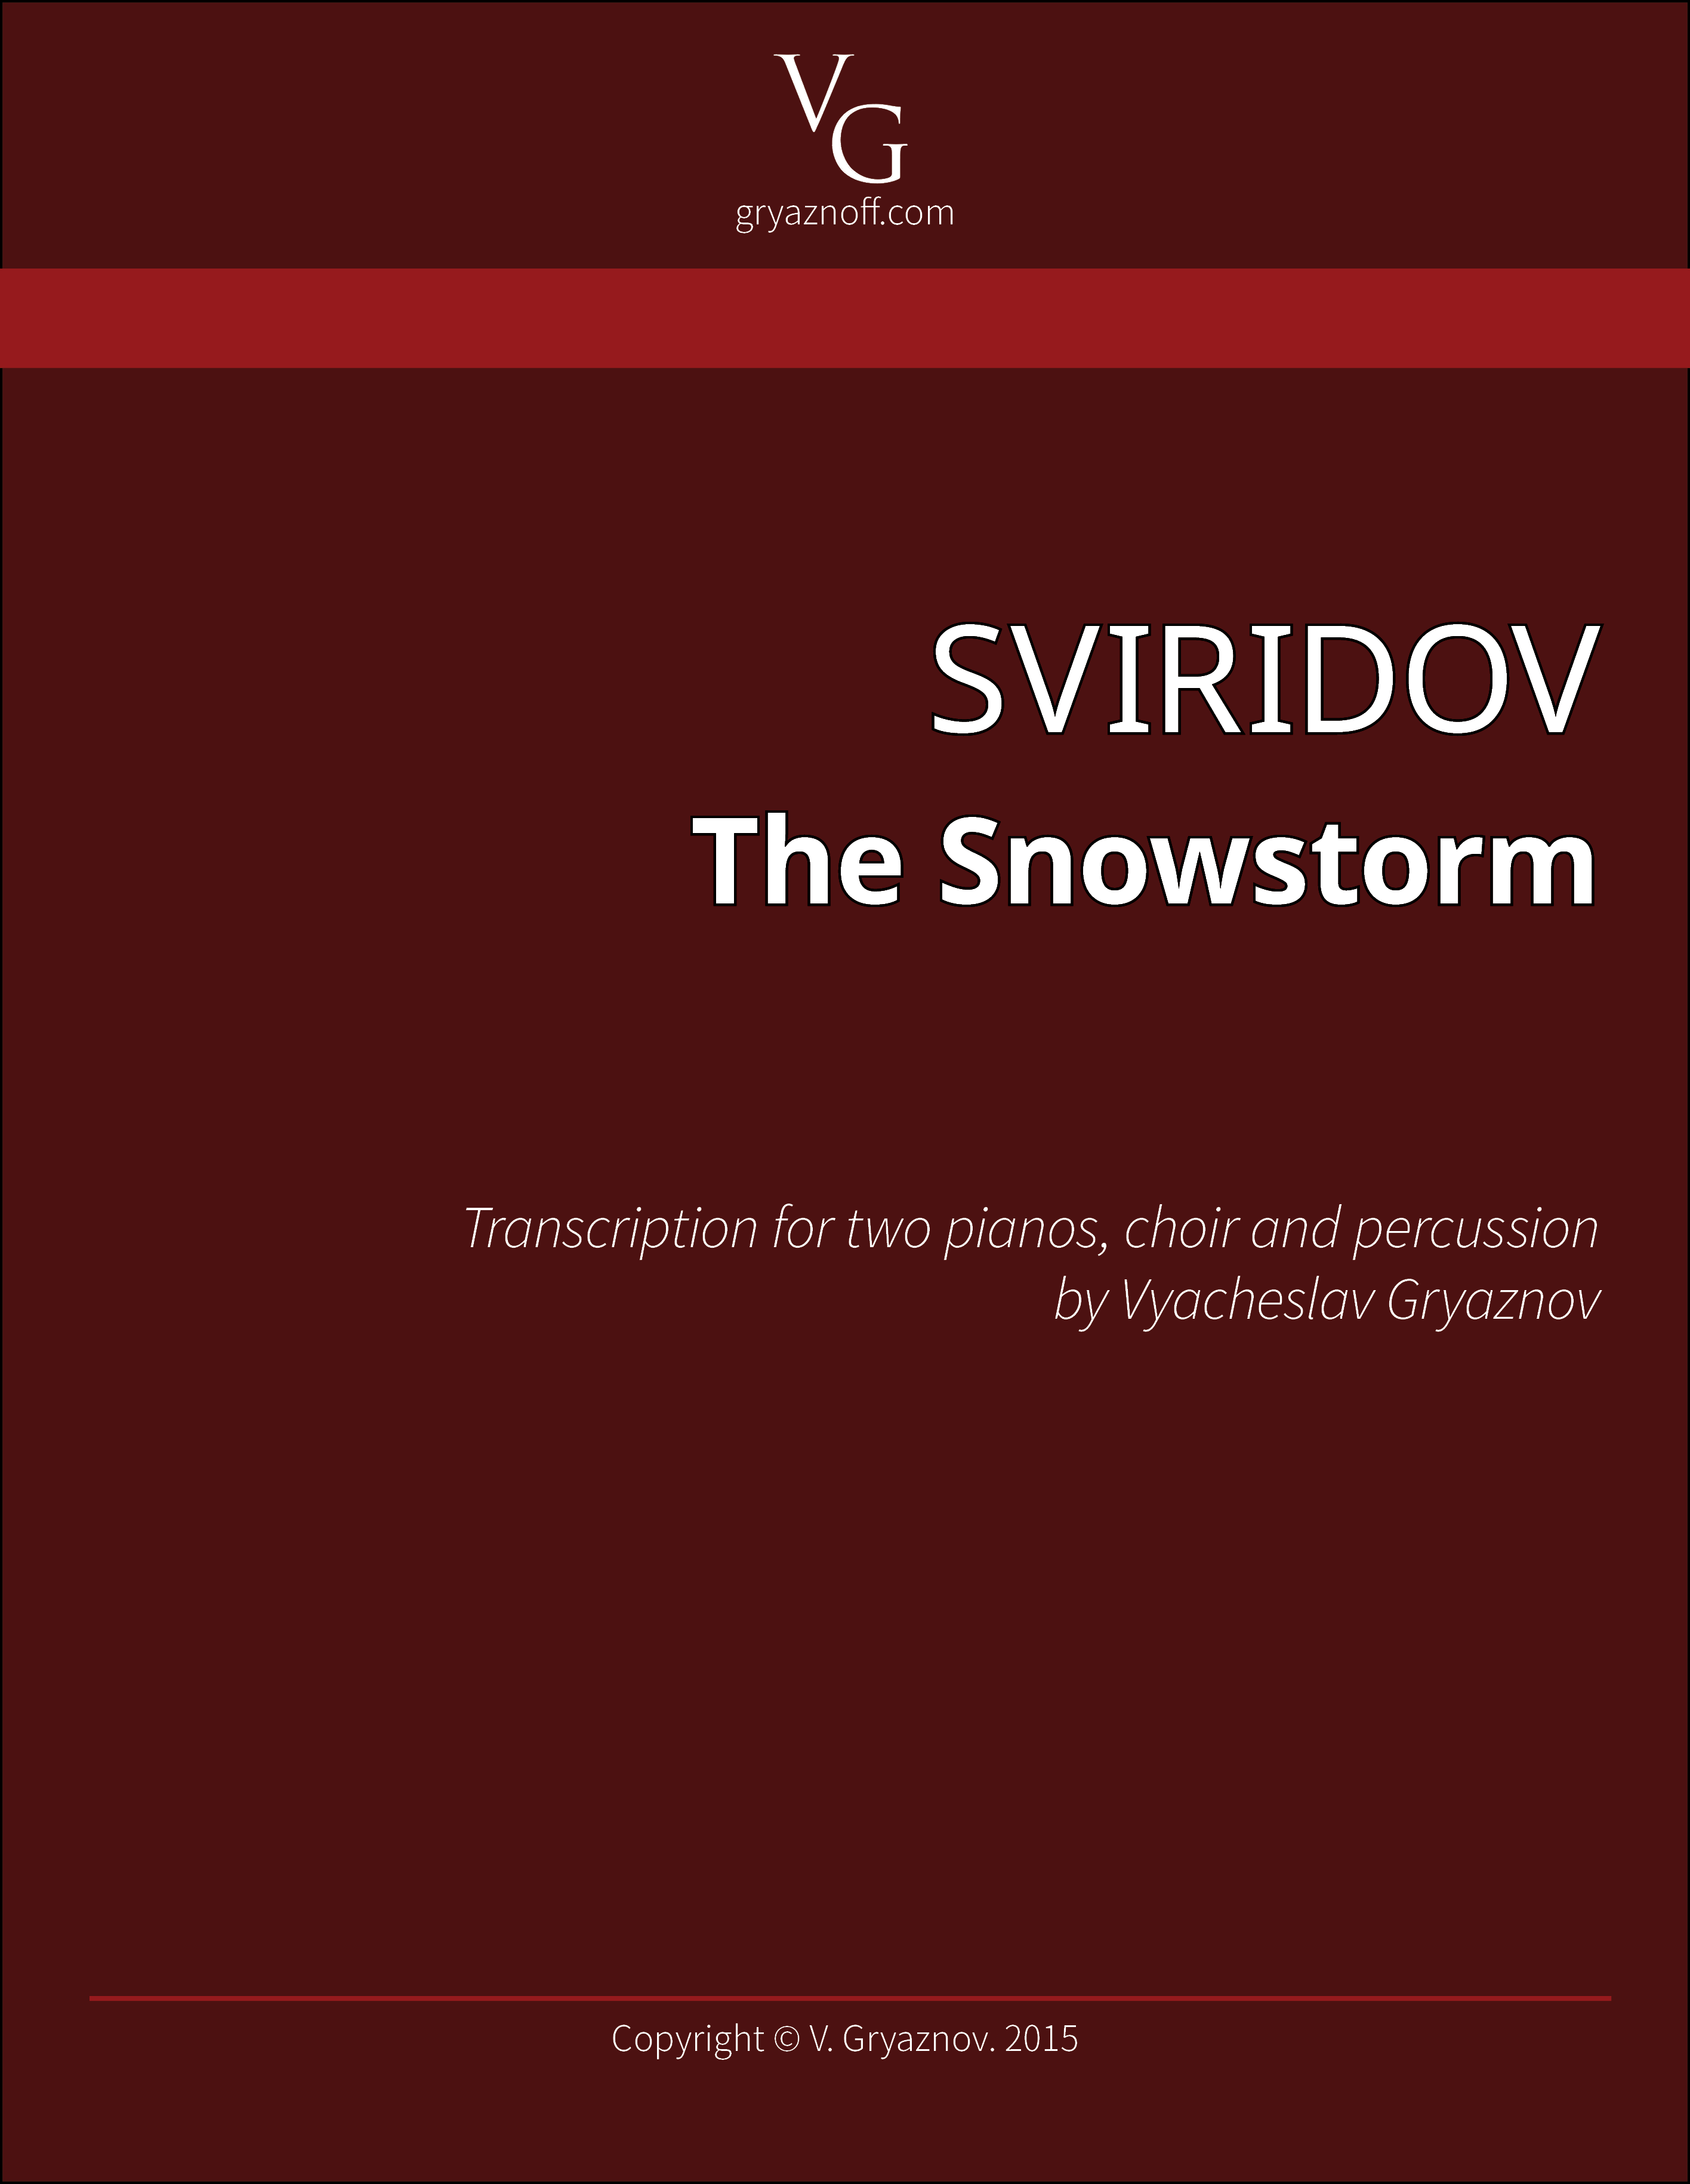 VG
gryaznoff.com
SVIRIDOV
The Snowstorm
Transcription for two pianos, choir and percussion
by Vyacheslav Gryaznov
Copyright © V. Gryaznov. 2015